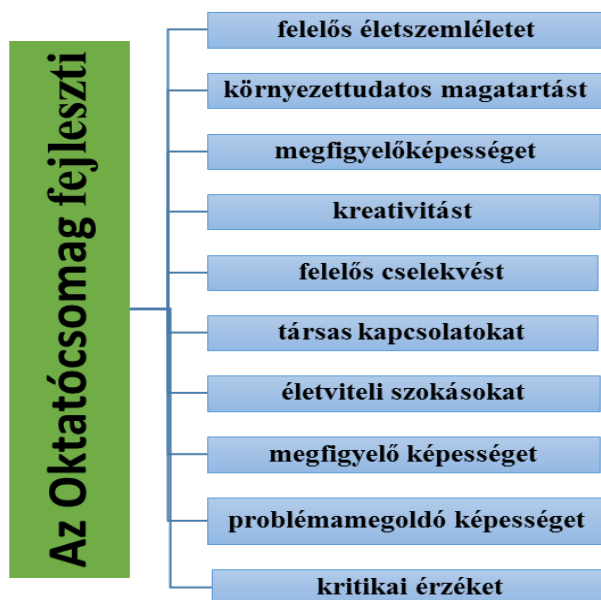 Az Oktatócsomag fejleszti
felelős életszemléletet
környezettudatos magatartást
megfigyelőképességet
kreativitást
felelős cselekvést
társas kapcsolatokat
életviteli szokásokat
megfigyelő képességet
problémamegoldó képességet
kritikai érzéket